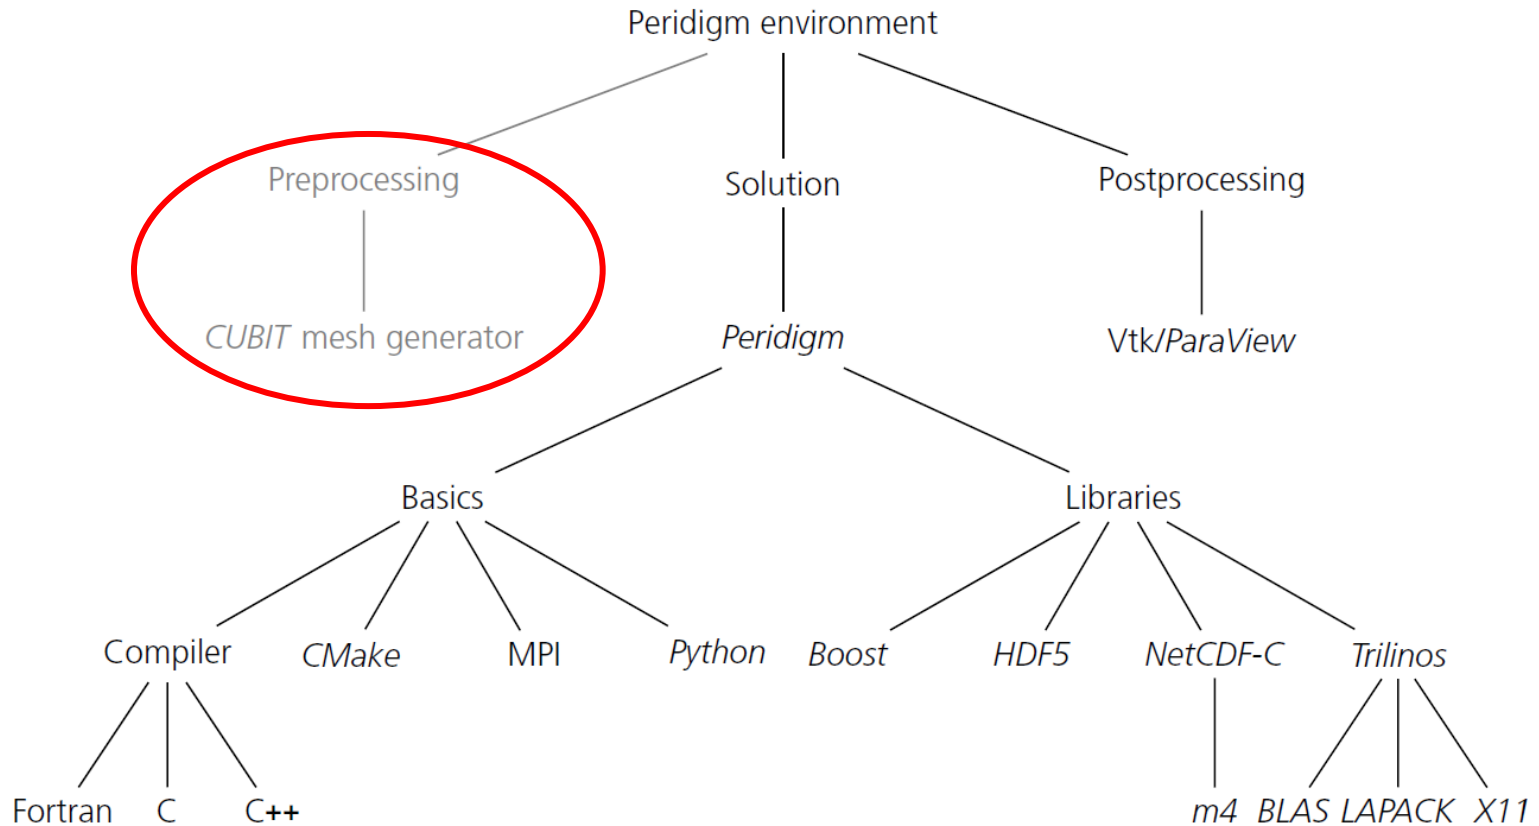 Peridigm environment
Preprocessing
Solution
Postprocessing
CUBIT mesh generator
Peridigm
Vtk/ParaView
Basics
Libraries
Compiler
CMake
MPI
Python
Boost
HDF5
NetCDF-C
Trilinos
Fortran
C
C++
m4
BLAS
LAPACK
X11